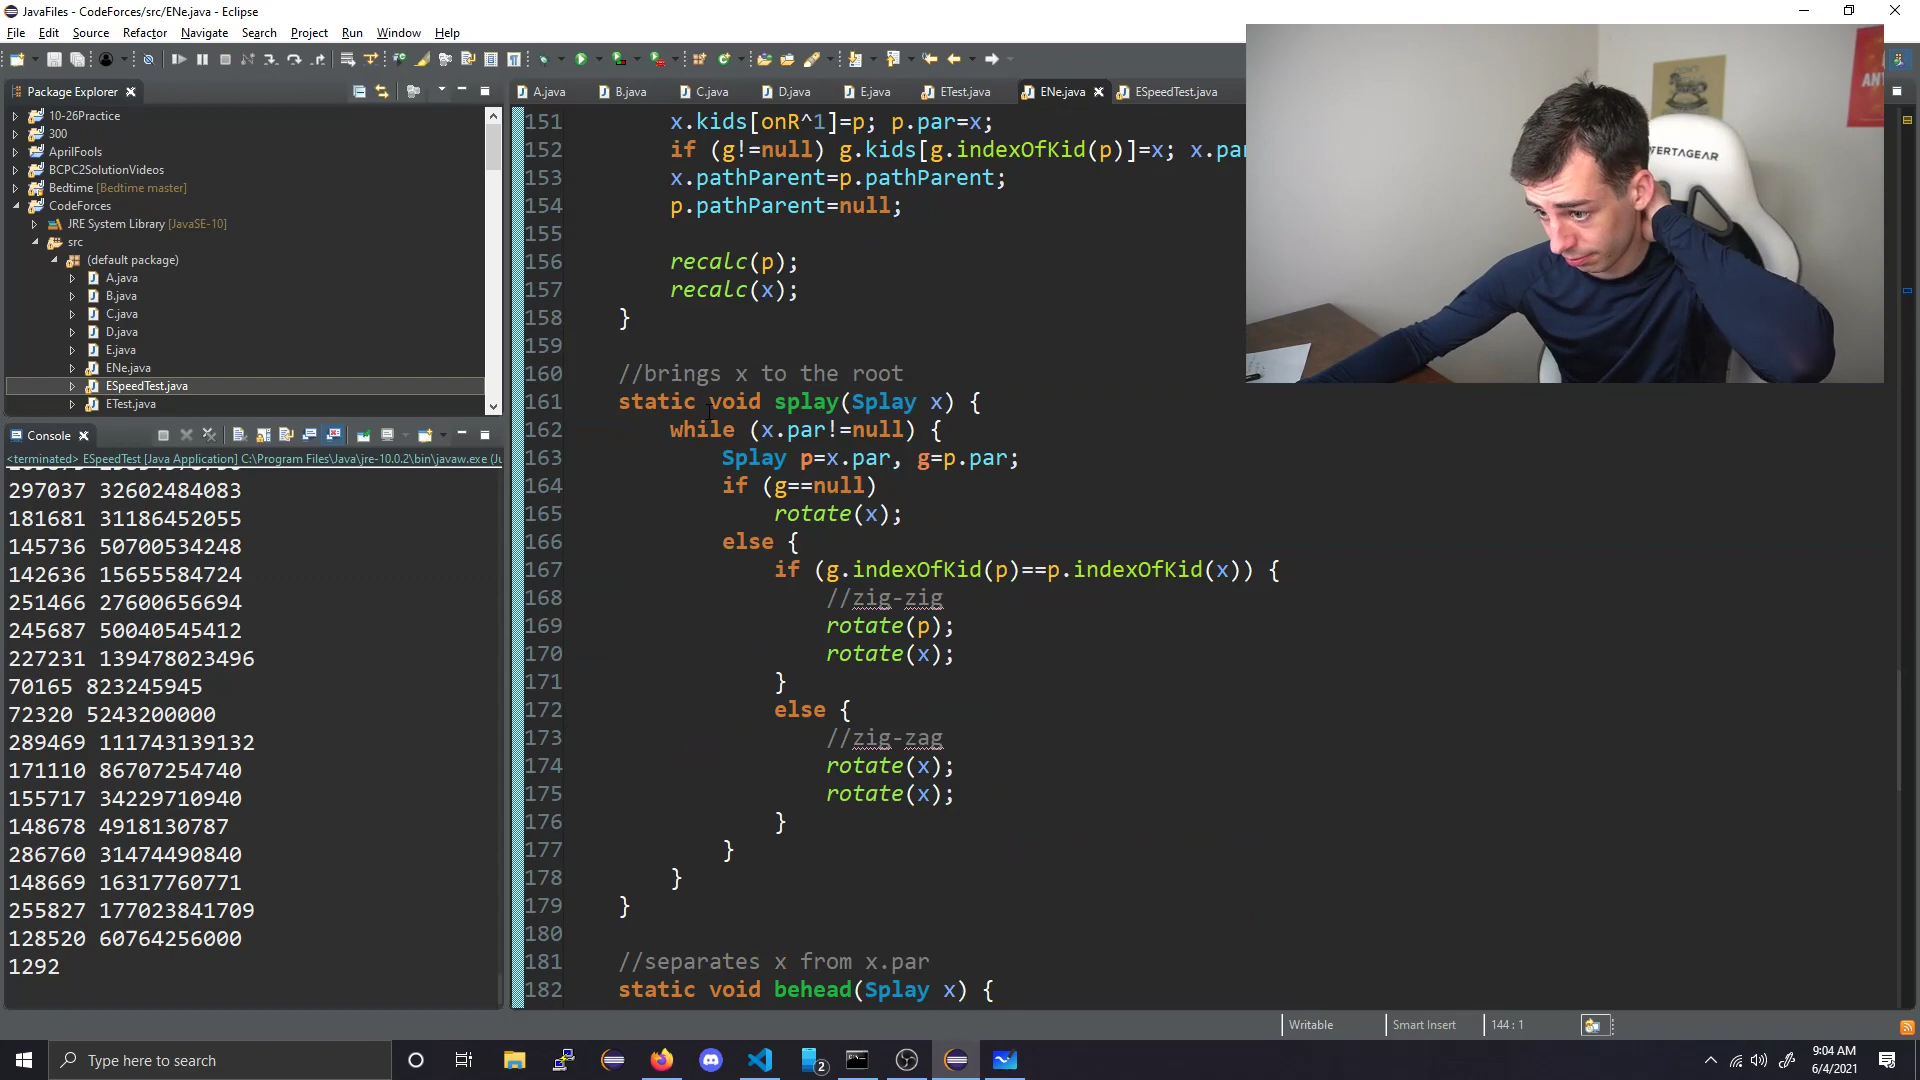 JavaFiles - CodeForces/src/ENe.java - Eclipse
File Edit Source Refactor Navigate Search Project Run Window Help
Package Explorer
10-26Practice
300
AprilFools
BCPC2SolutionVideos
Bedtime [Bedtime master]
CodeForces
JRE System Library [JavaSE-10]
src
(default package)
A.java
B.java
C.java
D.java
E.java
ENe.java
ESpeedTest.java
ETest.java
Console
<terminated> ESpeedTest [Java Application] C:\Program Files\Java\jre-10.0.2\bin\javaw.exe (Ju
297037 32602484083
181681 31186452055
145736 50700534248
142636 15655584724
251466 27600656694
245687 50040545412
227231 139478023496
70165 823245945
72320 5243200000
289469 111743139132
171110 86707254740
155717 34229710940
148678 4918130787
286760 31474490840
148669 16317760771
255827 177023841709
128520 60764256000
1292
A.java B.java C.java D.java E.java ETest.java ENe.java ESpeedTest.java
151 x.kids[onR^1]=p; p.par=x;
152 if (g!=null) g.kids[g.indexOfKid(p)]=x; x.par
153 x.pathParent=p.pathParent;
154 p.pathParent=null;
155
156 recalc(p);
157 recalc(x);
158 }
159
160 //brings x to the root
161 static void splay(Splay x) {
162 while (x.par!=null) {
163 Splay p=x.par, g=p.par;
164 if (g==null)
165 rotate(x);
166 else {
167 if (g.indexOfKid(p)==p.indexOfKid(x)) {
168 //zig-zig
169 rotate(p);
170 rotate(x);
171 }
172 else {
173 //zig-zag
174 rotate(x);
175 rotate(x);
176 }
177 }
178 }
179 }
180
181 //separates x from x.par
182 static void behead(Splay x) {
VERTAGEAR
ANY
Writable Smart Insert 144 : 1
Type here to search
2
9:04 AM
6/4/2021